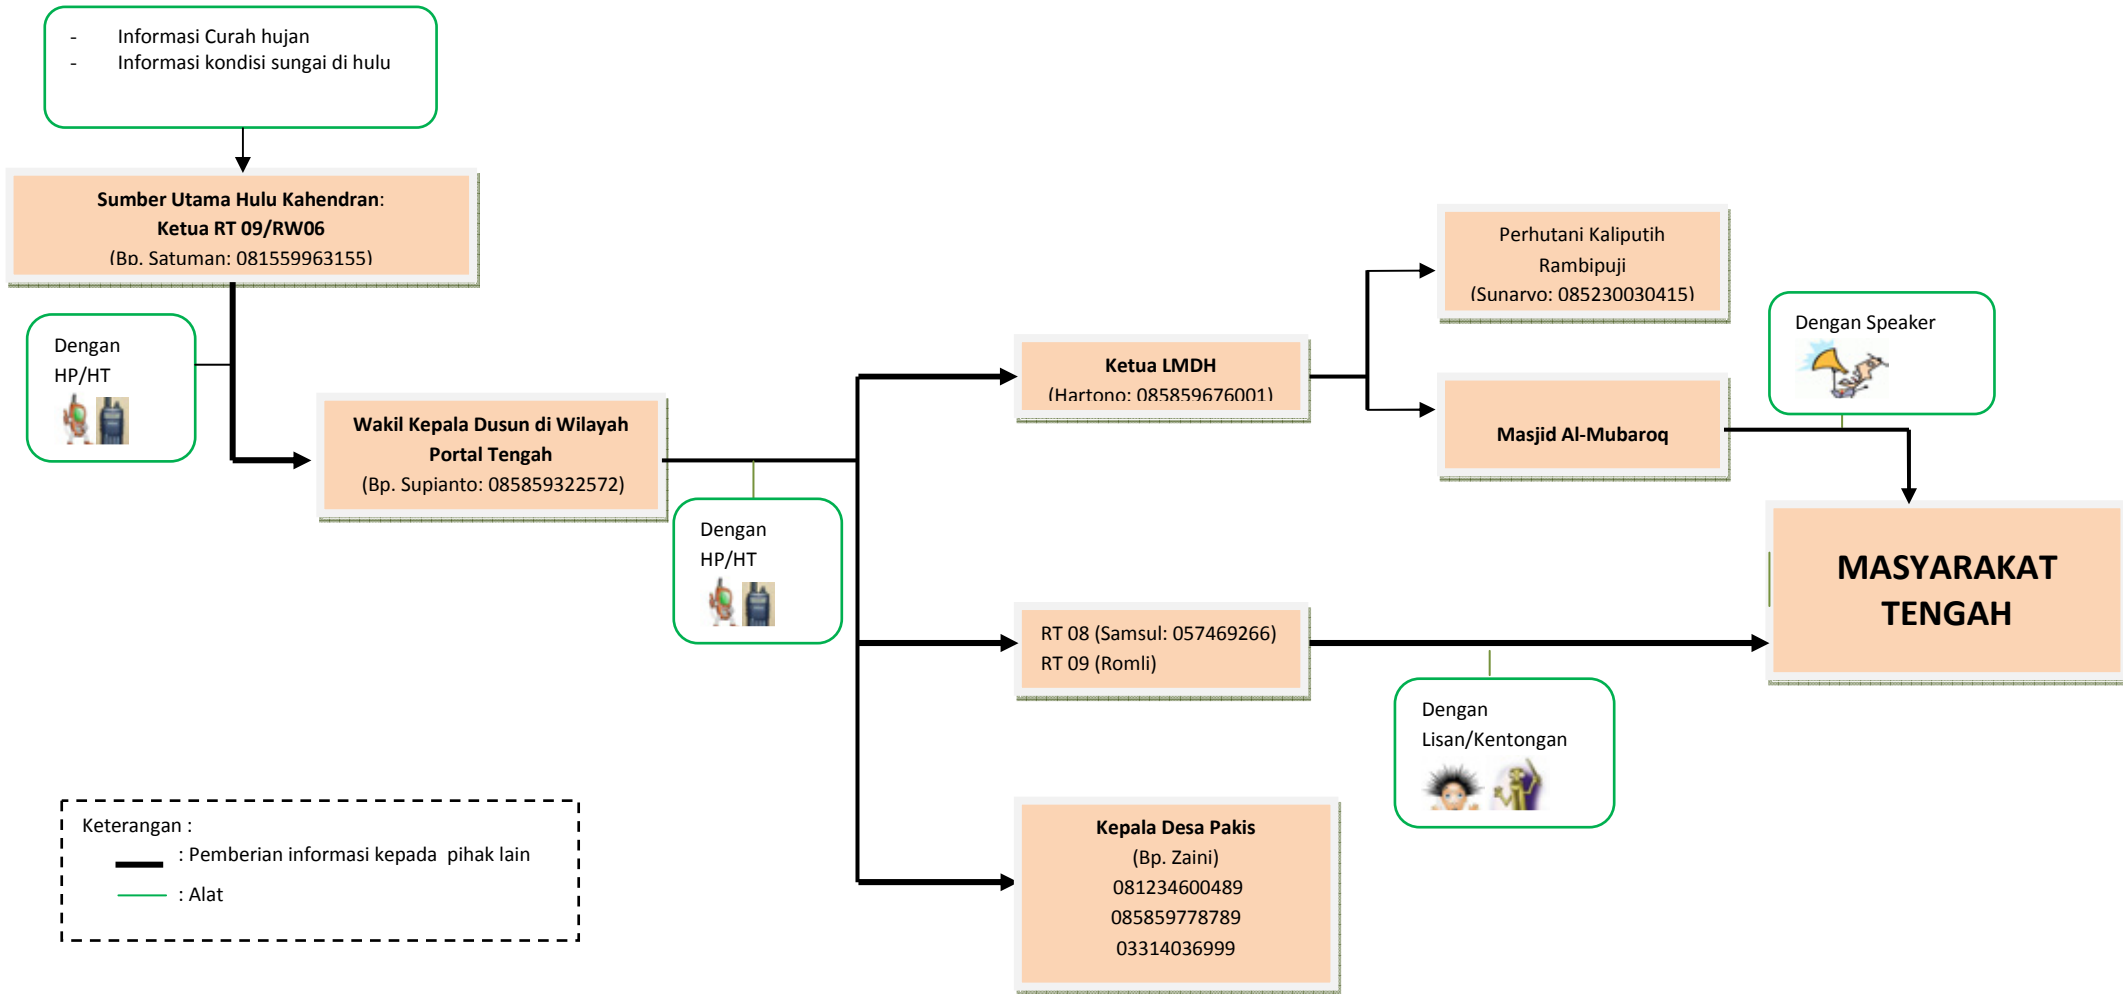 - Informasi Curah hujan
- Informasi kondisi sungai di hulu
Sumber Utama Hulu Kahendran:
Ketua RT 09/RW06
(Bp. Satuman: 081559963155)
Dengan
HP/HT
Wakil Kepala Dusun di Wilayah
Portal Tengah
(Bp. Supianto: 085859322572)
Dengan
HP/HT
Ketua LMDH
(Hartono: 085859676001)
Perhutani Kaliputih
Rambipuji
(Sunaryo: 085230030415)
Masjid Al-Mubaroq
Dengan Speaker
RT 08 (Samsul: 057469266)
RT 09 (Romli)
Dengan
Lisan/Kentongan
MASYARAKAT
TENGAH
Kepala Desa Pakis
(Bp. Zaini)
081234600489
085859778789
03314036999
Keterangan :
: Pemberian informasi kepada pihak lain
: Alat